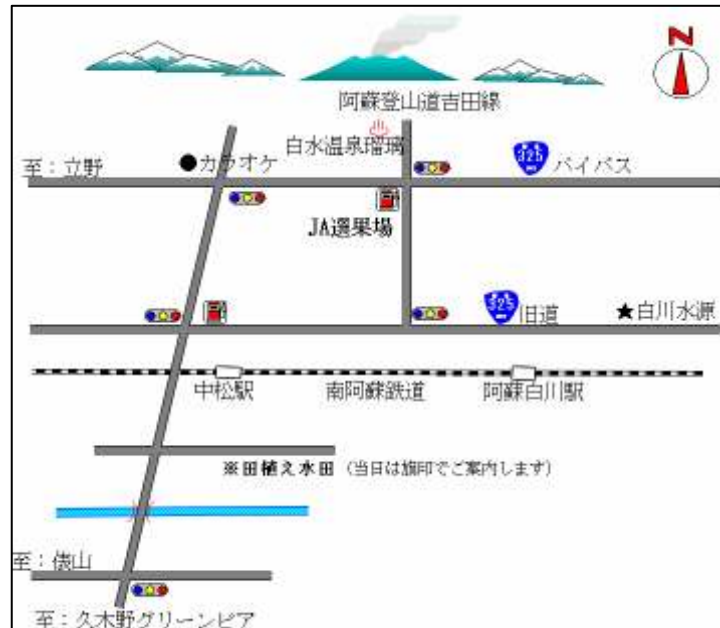 N
阿蘇登山道吉田線
白水温泉瑠璃
至：立野
●カラオケ
325
バイパス
JA選果場
325
旧道
★白川水源
中松駅
南阿蘇鉄道
阿蘇白川駅
※田植え水田（当日は旗印でご案内します）
至：俵山
至：久木野グリーンピア